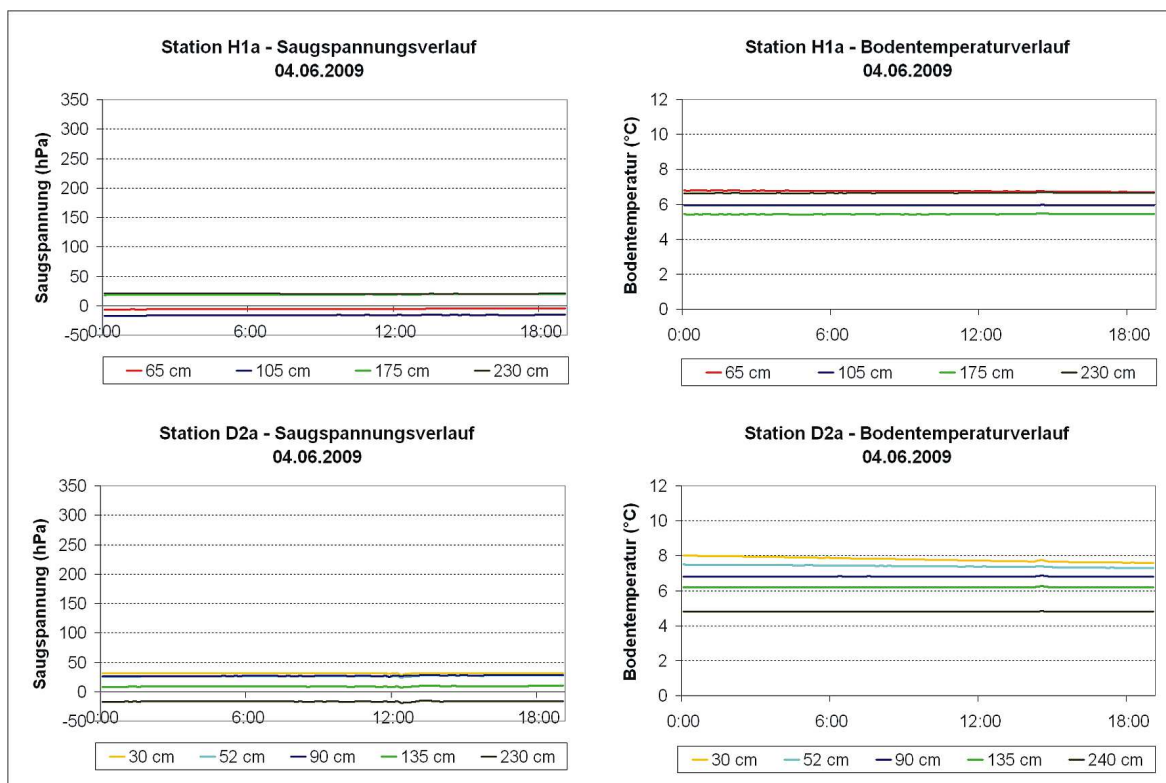 Station H1a - Saugspannungsverlauf
04.06.2009
Saugspannung (hPa)
350
300
250
200
150
100
50
0
-50
0:00 6:00 12:00 18:00
65 cm 105 cm 175 cm 230 cm
Station H1a - Bodentemperaturverlauf
04.06.2009
Bodentemperatur (°C)
12
10
8
6
4
2
0
0:00 6:00 12:00 18:00
65 cm 105 cm 175 cm 230 cm
Station D2a - Saugspannungsverlauf
04.06.2009
Saugspannung (hPa)
350
300
250
200
150
100
50
0
-50
0:00 6:00 12:00 18:00
30 cm 52 cm 90 cm 135 cm 230 cm
Station D2a - Bodentemperaturverlauf
04.06.2009
Bodentemperatur (°C)
12
10
8
6
4
2
0
0:00 6:00 12:00 18:00
30 cm 52 cm 90 cm 135 cm 240 cm